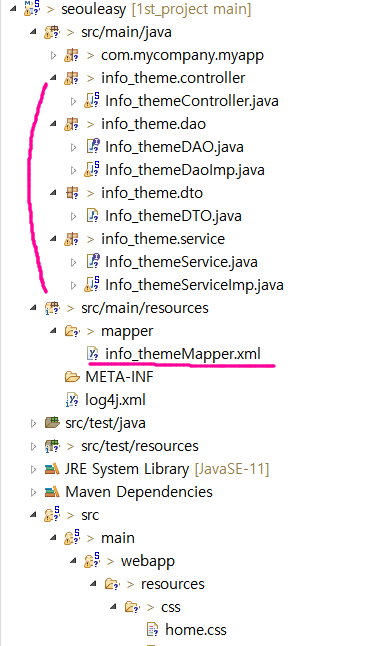 > seouleasy [1st_project main]
> src/main/java
> com.mycompany.myapp
> info_theme.controller
Info_themeController.java
> info_theme.dao
Info_themeDAO.java
Info_themeDaoImp.java
> info_theme.dto
Info_themeDTO.java
> info_theme.service
Info_themeService.java
Info_themeServiceImp.java
> src/main/resources
> mapper
info_themeMapper.xml
META-INF
log4j.xml
src/test/java
> src/test/resources
JRE System Library [JavaSE-11]
Maven Dependencies
> src
> main
> webapp
> resources
> css
home.css